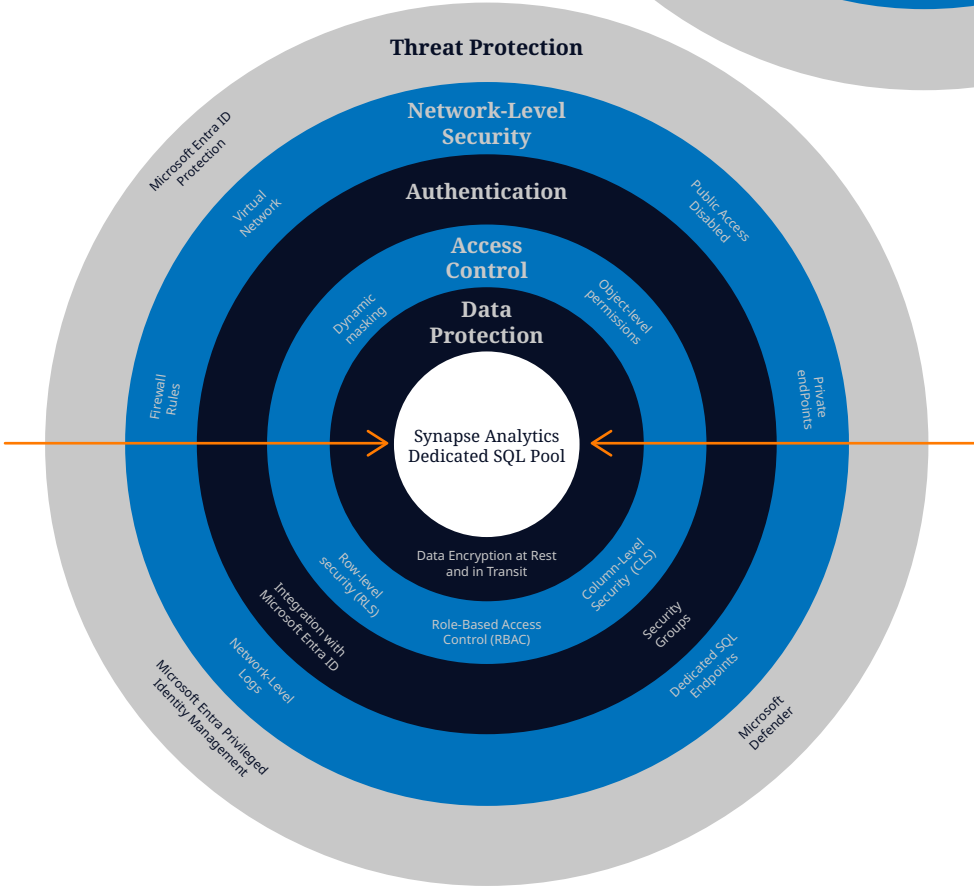 Threat Protection
Network-Level
Security
Microsoft Entra ID
Protection
Authentication
Virtual
Network
Public Access
Disabled
Access
Control
Dynamic
masking
Object-level
permissions
Data
Protection
Firewall
Rules
Private
endPoints
Synapse Analytics
Dedicated SQL Pool
Data Encryption at Rest
and in Transit
Row-level
security (RLS)
Column-Level
Security (CLS)
Role-Based Access
Control (RBAC)
Integration with
Microsoft Entra ID
Security
Groups
Network-Level
Logs
Dedicated SQL
Endpoints
Microsoft Entra Privileged
Identity Management
Microsoft
Defender